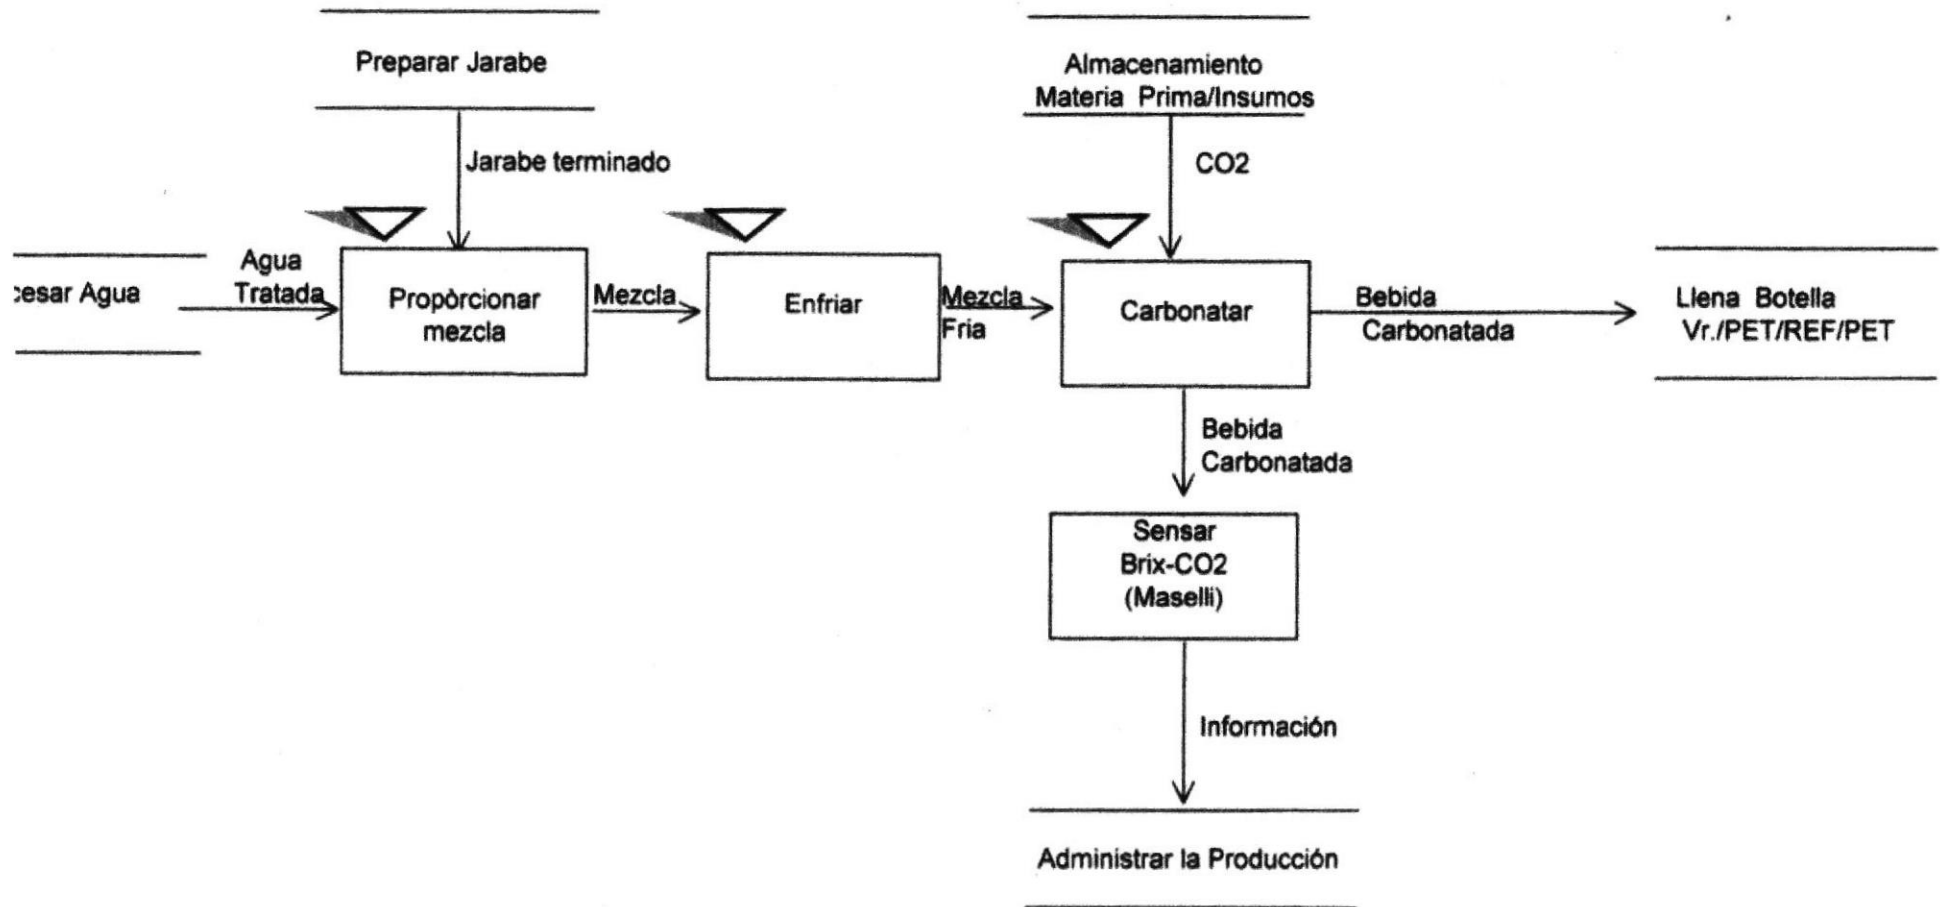 Preparar Jarabe
Almacenamiento
Materia Prima/Insumos
Jarabe terminado
CO2
cesar Agua
Agua
Tratada
Propòrcionar
mezcla
Mezcla
Enfriar
Mezcla
Fria
Carbonatar
Bebida
Carbonatada
Llena Botella
Vr./PET/REF/PET
Bebida
Carbonatada
Sensar
Brix-CO2
(Maselli)
Información
Administrar la Producción